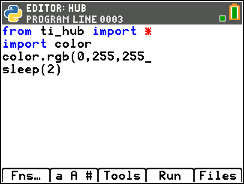 EDITOR: HUB
PROGRAM LINE 0003
from ti_hub import *
import color
color.rgb(0,255,255_
sleep(2)
Fns… a A # Tools Run Files